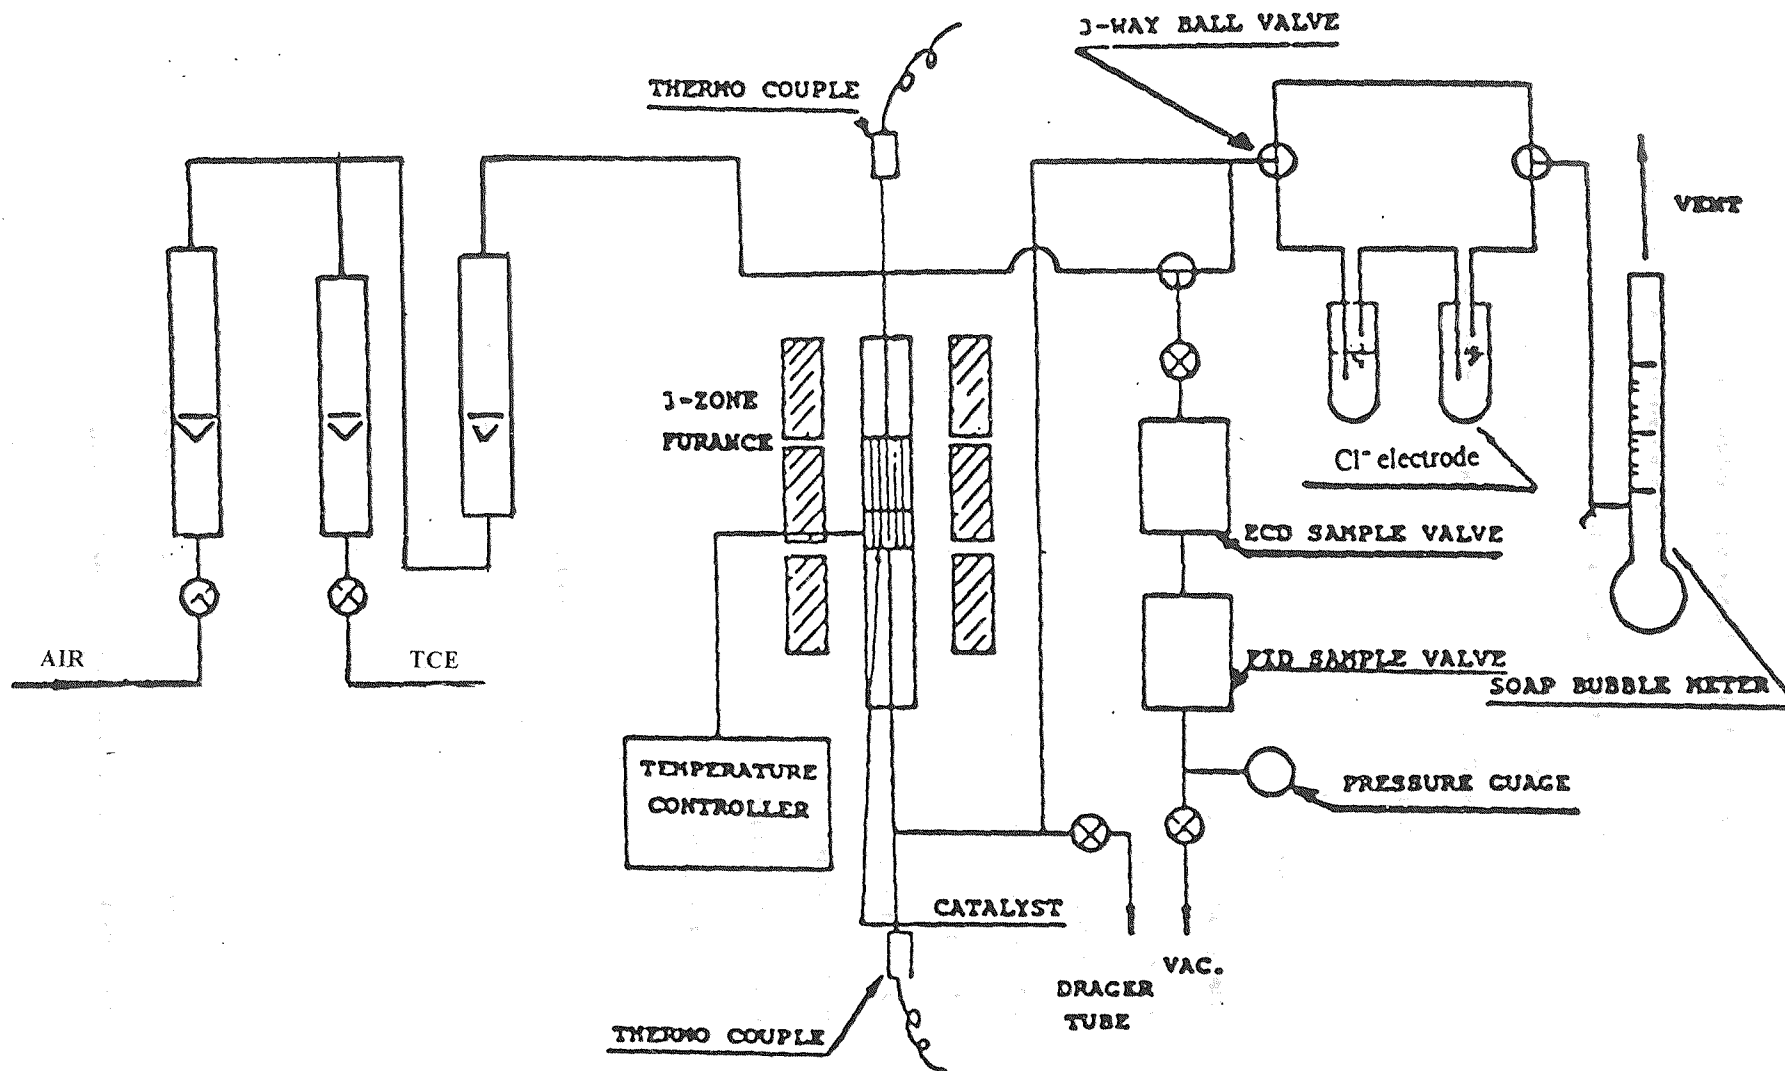 3-WAY BALL VALVE
THERMO COUPLE
VENT
3-ZONE
FURANCE
Cl⁻ electrode
ECD SAMPLE VALVE
AIR
TCE
FID SAMPLE VALVE
SOAP BUBBLE METER
TEMPERATURE
CONTROLLER
PRESSURE GUAGE
CATALYST
VAC.
DRAGER
TUBE
THERMO COUPLE